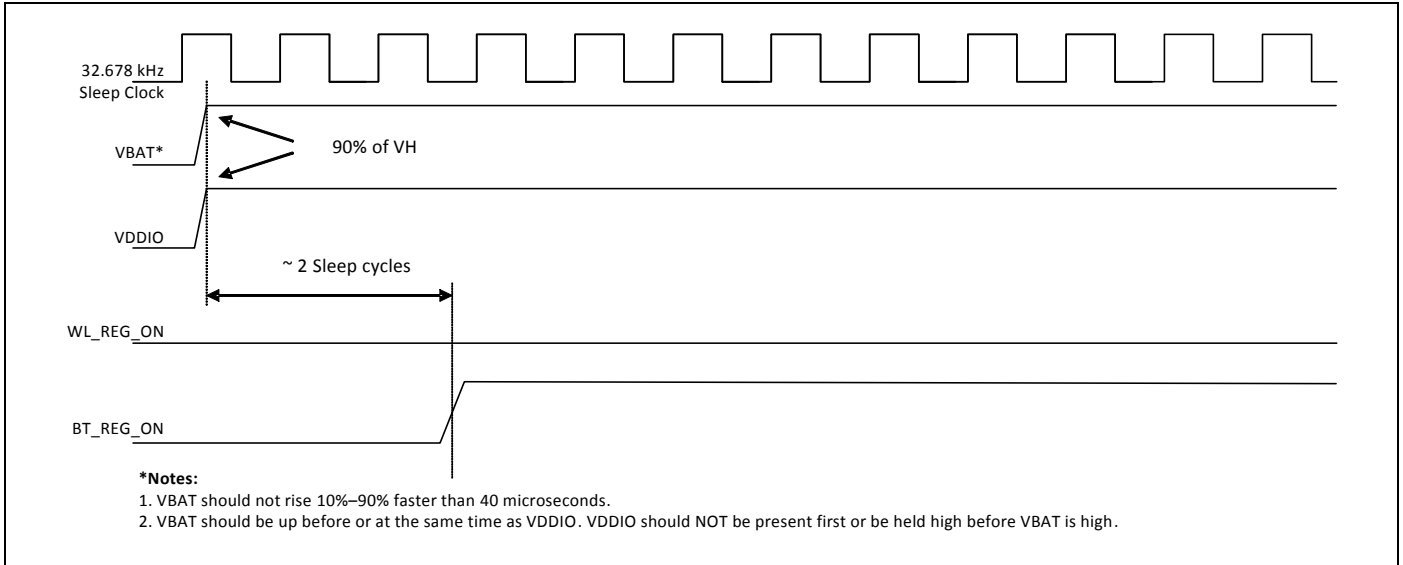 32.678 kHz
Sleep Clock
90% of VH
VBAT*
VDDIO
~ 2 Sleep cycles
WL_REG_ON
BT_REG_ON
*Notes:
1. VBAT should not rise 10%–90% faster than 40 microseconds.
2. VBAT should be up before or at the same time as VDDIO. VDDIO should NOT be present first or be held high before VBAT is high.